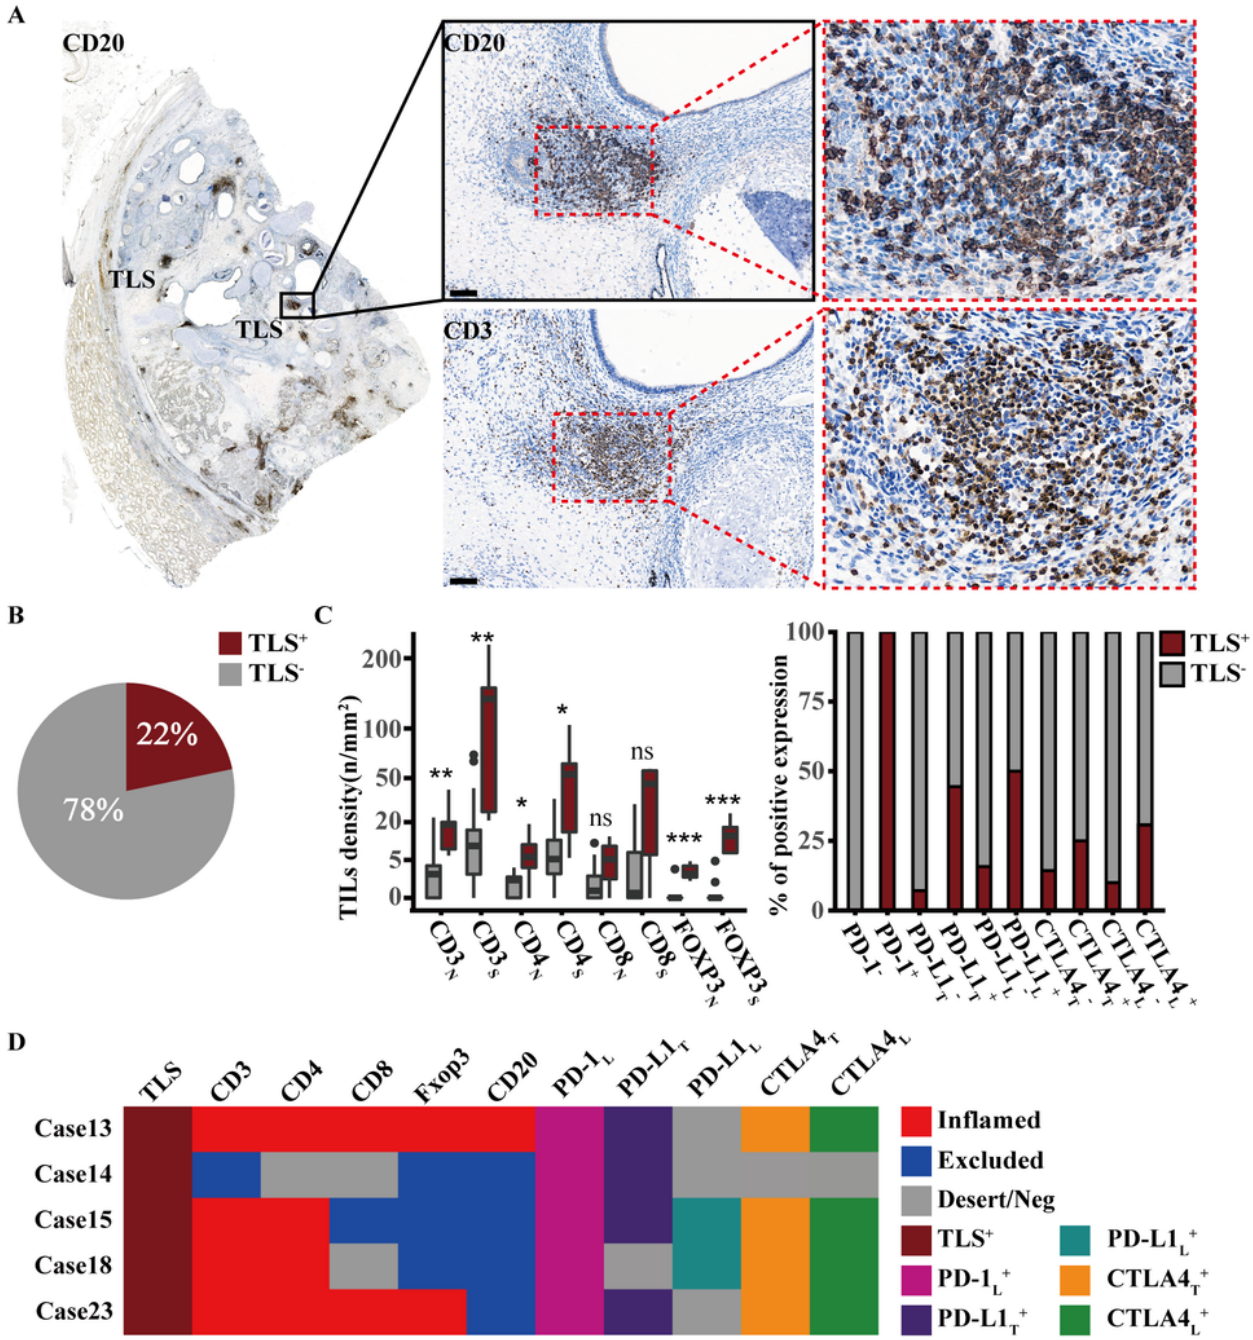 A
CD20
TLS
TLS
CD20
CD3
B
TLS⁺
TLS⁻
22%
78%
C
TILs density(n/mm²)
200
100
50
20
5
0
**
**
*
*
ns
ns
***
***
CD3N
CD3S
CD4N
CD4S
CD8N
CD8S
FOXP3N
FOXP3S
% of positive expression
100
75
50
25
0
TLS⁺
TLS⁻
PD-1⁻
PD-1⁺
PD-L1T⁻
PD-L1T⁺
PD-L1L⁻
PD-L1L⁺
CTLA4T⁻
CTLA4T⁺
CTLA4L⁻
CTLA4L⁺
D
TLS CD3 CD4 CD8 Fxop3 CD20 PD-1L PD-L1T PD-L1L CTLA4T CTLA4L
Case13
Case14
Case15
Case18
Case23
Inflamed
Excluded
Desert/Neg
TLS⁺
PD-1L⁺
PD-L1T⁺
PD-L1L⁺
CTLA4T⁺
CTLA4L⁺